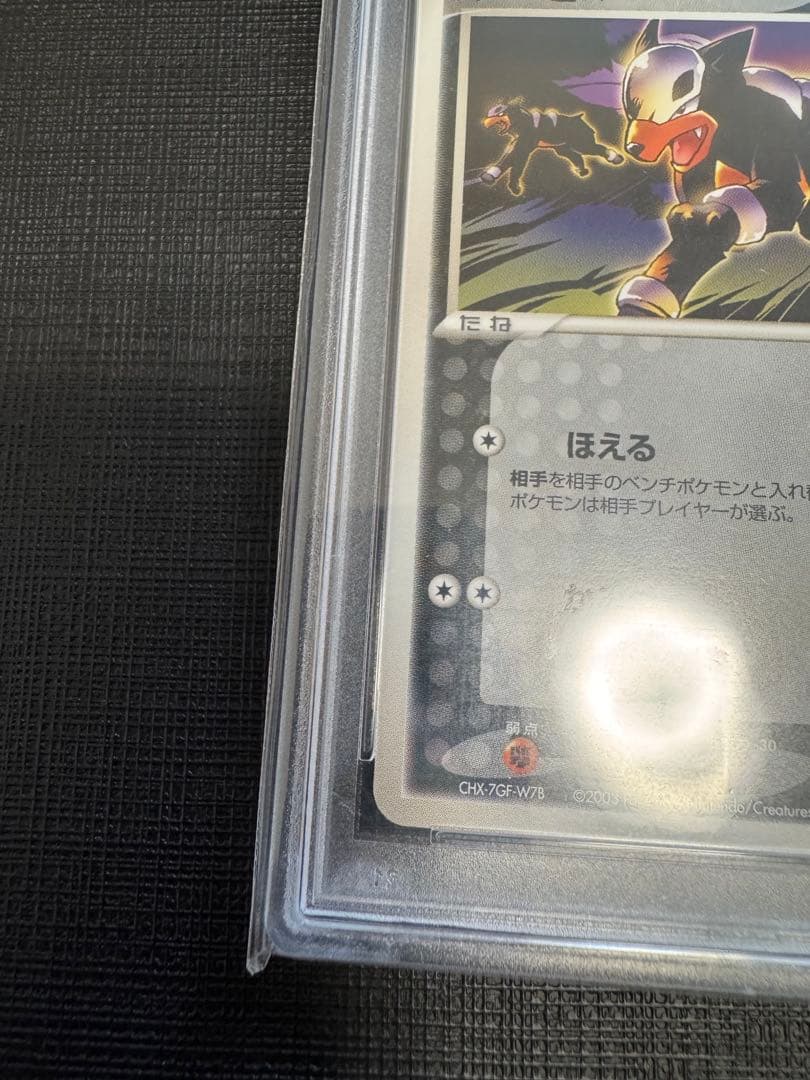 たね
ほえる
相手を相手のベンチポケモンと入れ
ポケモンは相手プレイヤーが選ぶ。
弱点
-30
CHX-7GF-W7B
©2003
/Creatures